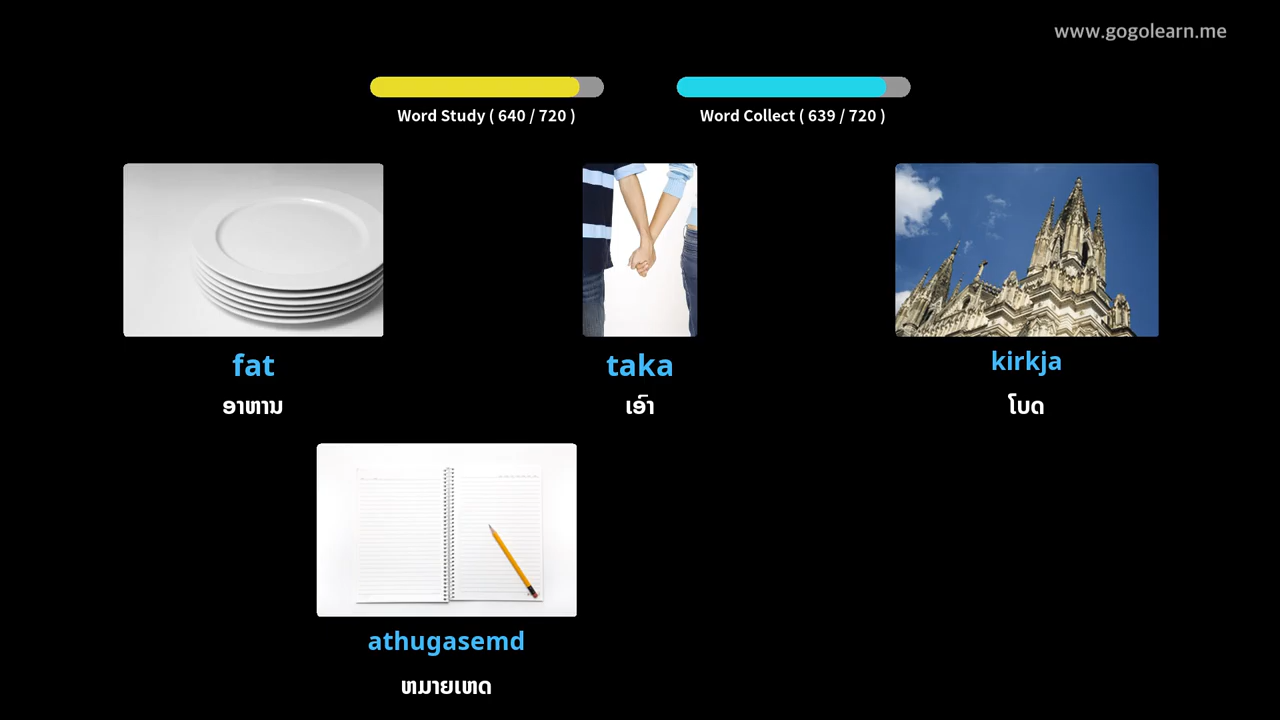 www.gogolearn.me
Word Study ( 640 / 720 )
Word Collect ( 639 / 720 )
fat
taka
kirkja
ອາຫານ
ເອົາ
ໂບດ
athugasemd
ຫມາຍເຫດ